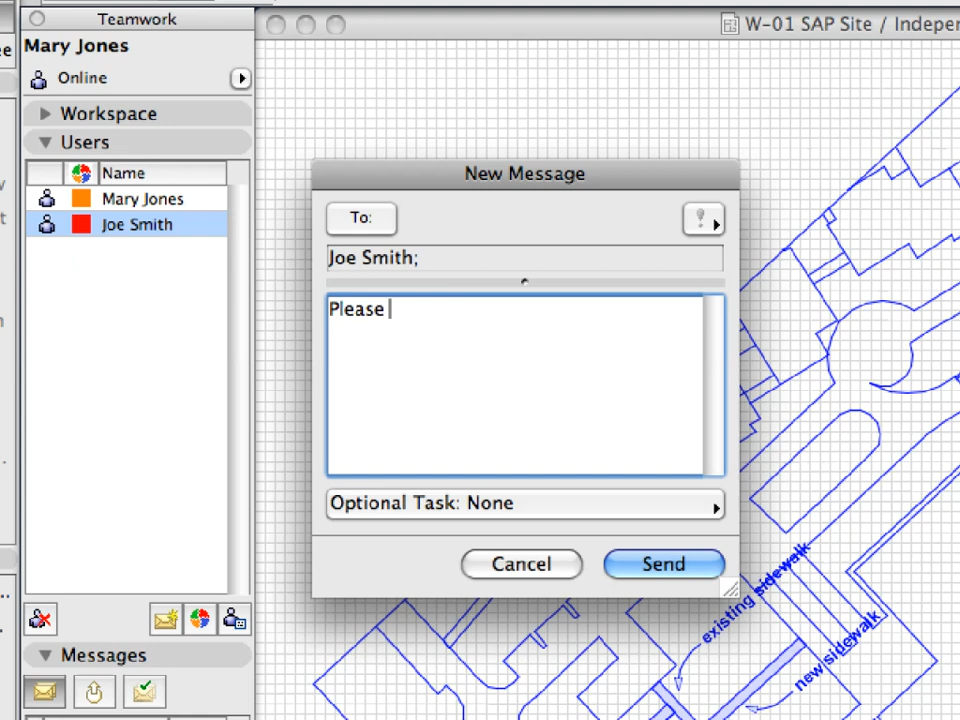 Teamwork
Mary Jones
Online
Workspace
Users
Name
Mary Jones
Joe Smith
Messages
W-01 SAP Site / Indeper
New Message
To:
Joe Smith;
Please
Optional Task: None
Cancel
Send
existing sidewalk
new sidewalk